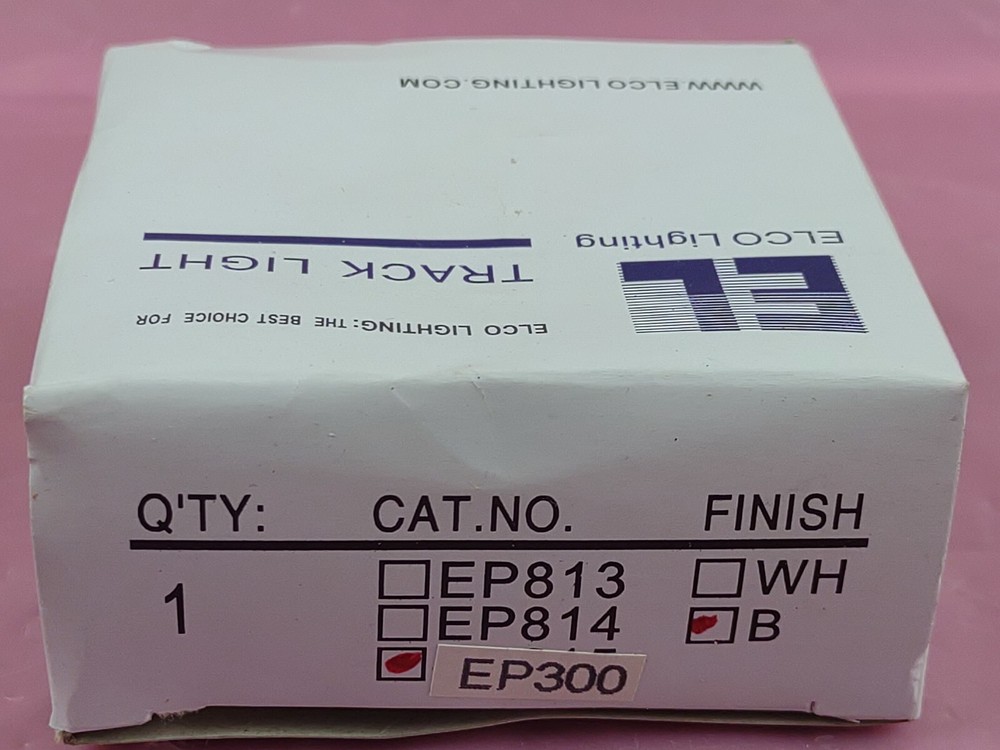 WWW.ELCOLIGHTING.COM
ELCO Lighting
TRACK LIGHT
EL
ELCO LIGHTING: THE BEST CHOICE FOR
Q'TY: CAT.NO. FINISH
1 EP813 WH
EP814 B
EP300